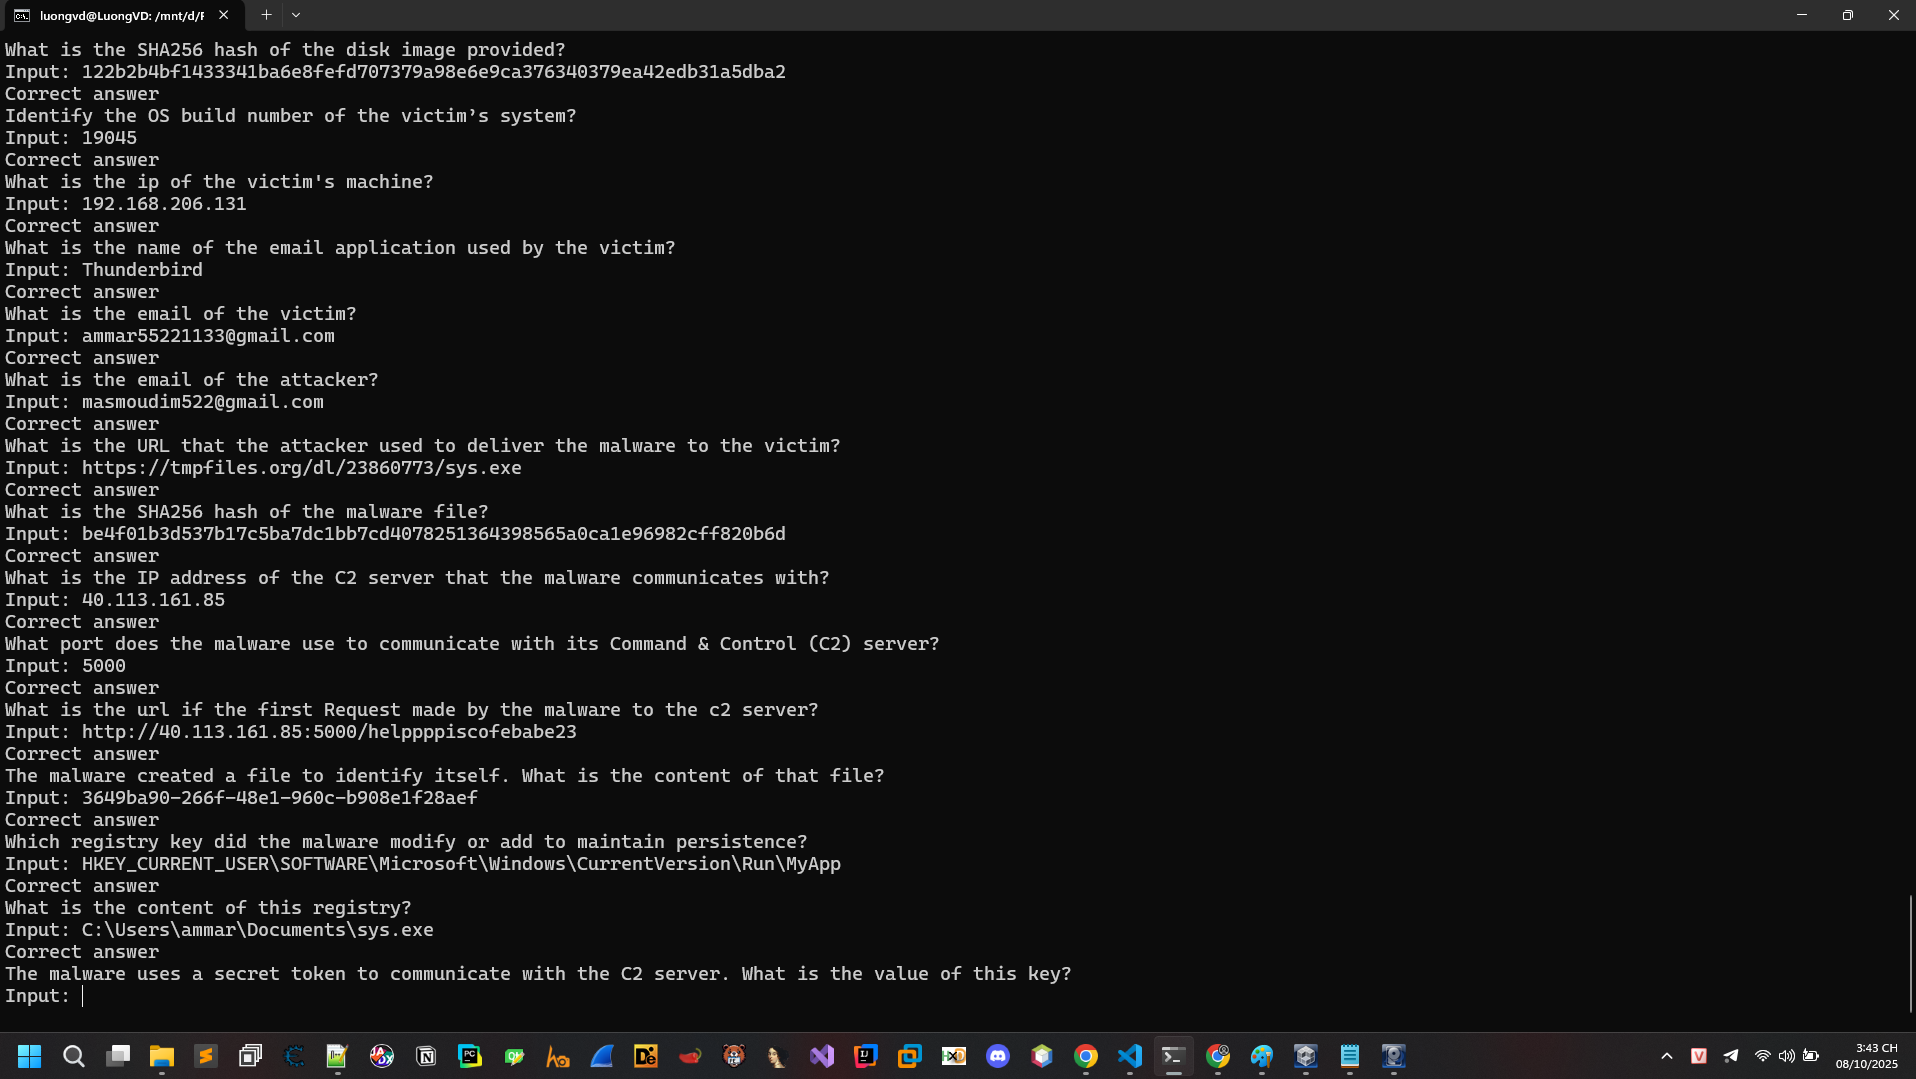 luongvd@LuongVD: /mnt/d/F
What is the SHA256 hash of the disk image provided?
Input: 122b2b4bf1433341ba6e8fefd707379a98e6e9ca376340379ea42edb31a5dba2
Correct answer
Identify the OS build number of the victim’s system?
Input: 19045
Correct answer
What is the ip of the victim's machine?
Input: 192.168.206.131
Correct answer
What is the name of the email application used by the victim?
Input: Thunderbird
Correct answer
What is the email of the victim?
Input: ammar55221133@gmail.com
Correct answer
What is the email of the attacker?
Input: masmoudim522@gmail.com
Correct answer
What is the URL that the attacker used to deliver the malware to the victim?
Input: https://tmpfiles.org/dl/23860773/sys.exe
Correct answer
What is the SHA256 hash of the malware file?
Input: be4f01b3d537b17c5ba7dc1bb7cd4078251364398565a0ca1e96982cff820b6d
Correct answer
What is the IP address of the C2 server that the malware communicates with?
Input: 40.113.161.85
Correct answer
What port does the malware use to communicate with its Command & Control (C2) server?
Input: 5000
Correct answer
What is the url if the first Request made by the malware to the c2 server?
Input: http://40.113.161.85:5000/helppppiscofebabe23
Correct answer
The malware created a file to identify itself. What is the content of that file?
Input: 3649ba90-266f-48e1-960c-b908e1f28aef
Correct answer
Which registry key did the malware modify or add to maintain persistence?
Input: HKEY_CURRENT_USER\SOFTWARE\Microsoft\Windows\CurrentVersion\Run\MyApp
Correct answer
What is the content of this registry?
Input: C:\Users\ammar\Documents\sys.exe
Correct answer
The malware uses a secret token to communicate with the C2 server. What is the value of this key?
Input:
3:43 CH
08/10/2025